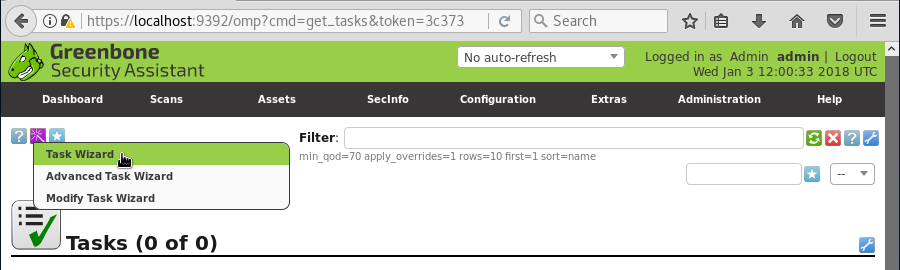 https://localhost:9392/omp?cmd=get_tasks&token=3c373
Search
Greenbone
Security Assistant
No auto-refresh
Logged in as Admin admin | Logout
Wed Jan 3 12:00:33 2018 UTC
Dashboard Scans Assets SecInfo Configuration Extras Administration Help
?
Filter:
?
min_qod=70 apply_overrides=1 rows=10 first=1 sort=name
Task Wizard
Advanced Task Wizard
Modify Task Wizard
--
Tasks (0 of 0)